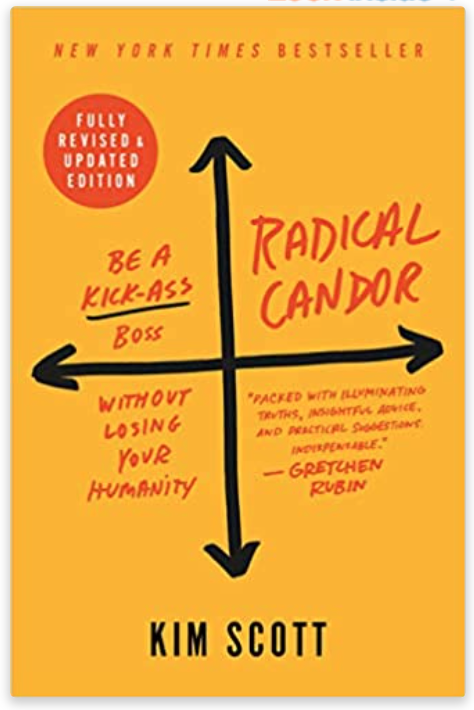 NEW YORK TIMES BESTSELLER
FULLY
REVISED &
UPDATED
EDITION
BE A
KICK-ASS
BOSS
RADICAL
CANDOR
WITHOUT
LOSING
YOUR
HUMANITY
"PACKED WITH ILLUMINATING
TRUTHS, INSIGHTFUL ADVICE,
AND PRACTICAL SUGGESTIONS.
INDISPENSABLE."
— GRETCHEN
RUBIN
KIM SCOTT